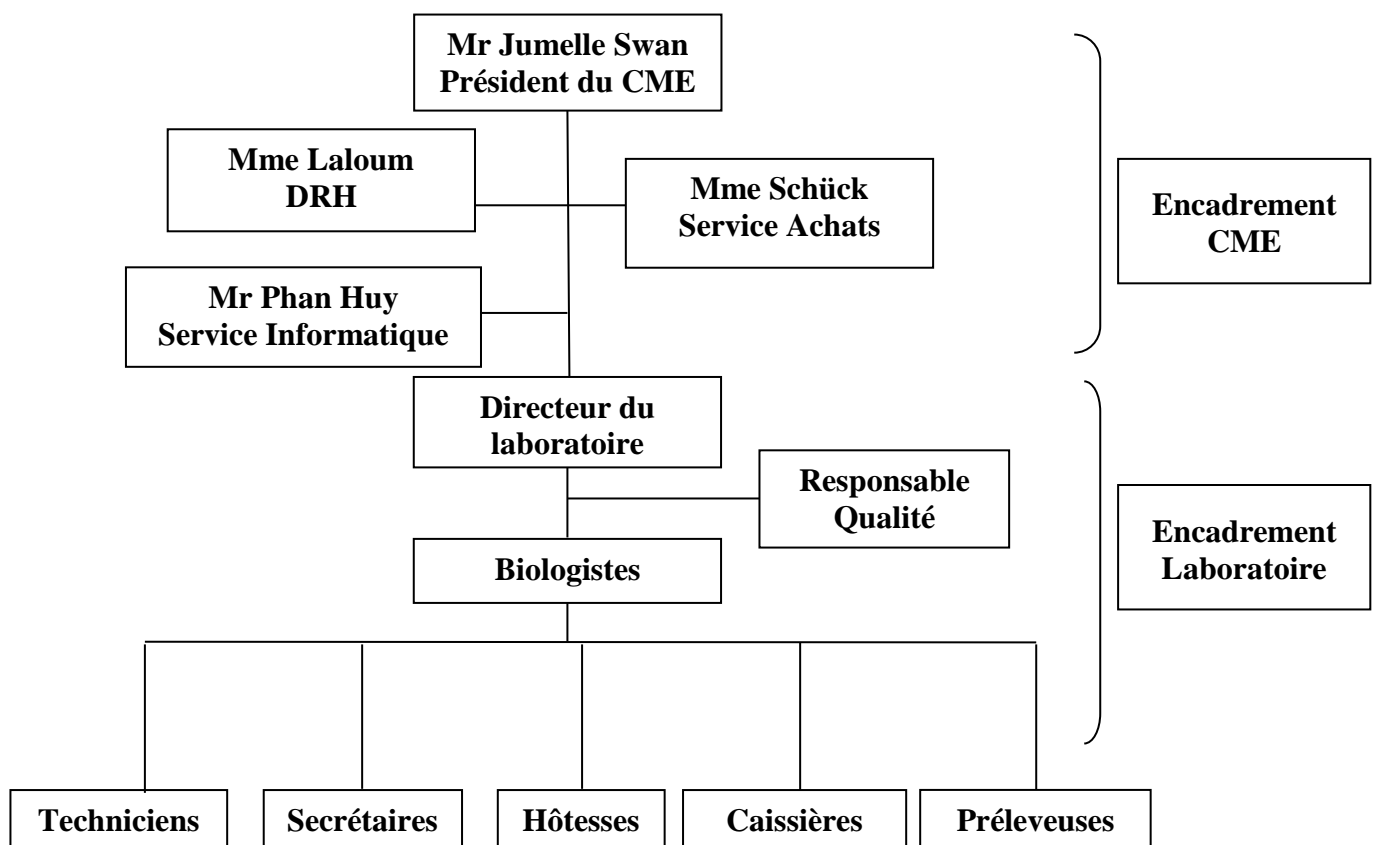 Mr Jumelle Swan
Président du CME
Mme Laloum
DRH
Mme Schück
Service Achats
Encadrement
CME
Mr Phan Huy
Service Informatique
Directeur du
laboratoire
Responsable
Qualité
Encadrement
Laboratoire
Biologistes
Techniciens
Secrétaires
Hôtesses
Caissières
Préleveuses